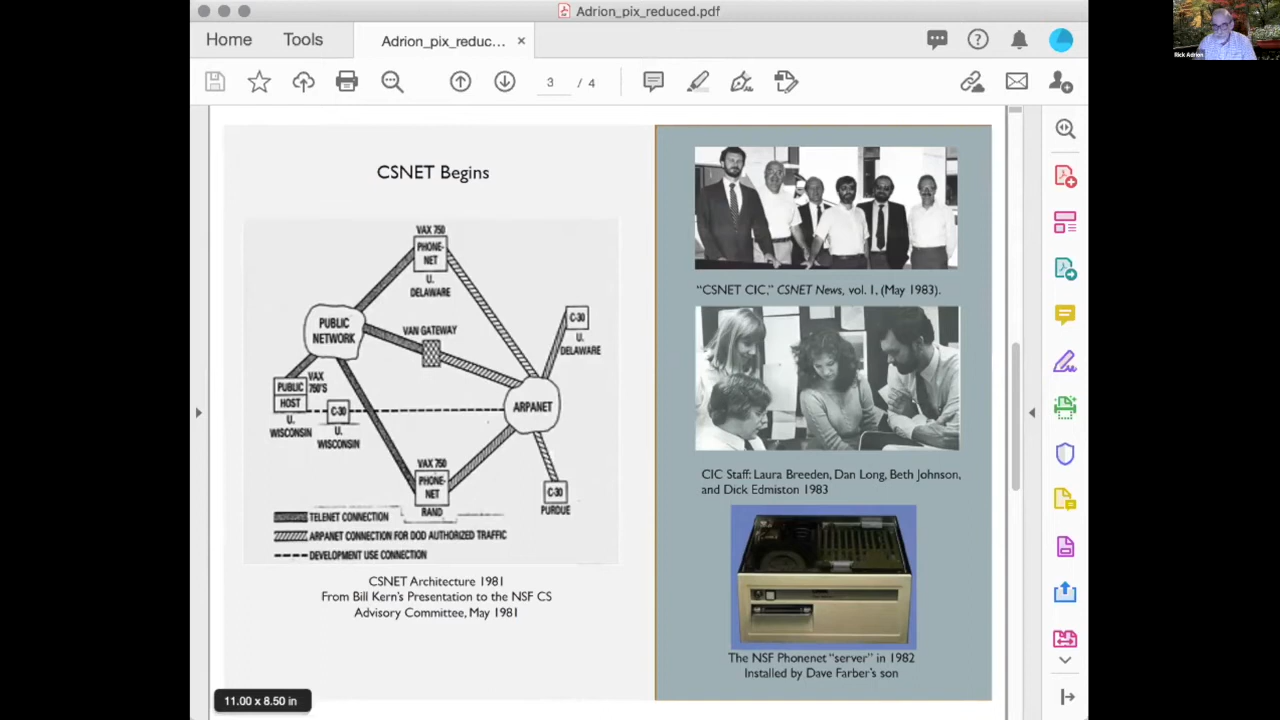 Adrion_pix_reduced.pdf
Home
Tools
Adrion_pix_reduc...
3 / 4
Rick Adrion
CSNET Begins
VAX 750
PHONE-
NET
U.
DELAWARE
PUBLIC
NETWORK
VAN GATEWAY
C-30
U.
DELAWARE
PUBLIC
HOST
VAX
750'S
U.
WISCONSIN
C-30
U.
WISCONSIN
ARPANET
VAX 750
PHONE-
NET
RAND
C-30
PURDUE
TELENET CONNECTION
ARPANET CONNECTION FOR DOD AUTHORIZED TRAFFIC
DEVELOPMENT USE CONNECTION
CSNET Architecture 1981
From Bill Kern's Presentation to the NSF CS
Advisory Committee, May 1981
"CSNET CIC," CSNET News, vol. 1, (May 1983).
CIC Staff: Laura Breeden, Dan Long, Beth Johnson,
and Dick Edmiston 1983
The NSF Phonenet "server" in 1982
Installed by Dave Farber's son
11.00 x 8.50 in